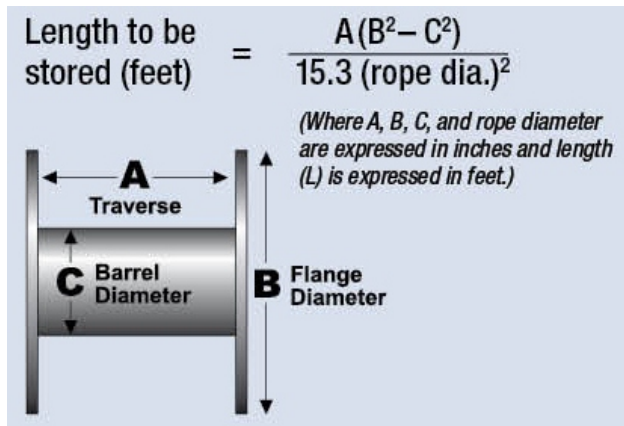 Length to be
stored (feet)
=
A(B²– C²)
15.3 (rope dia.)²
(Where A, B, C, and rope diameter
are expressed in inches and length
(L) is expressed in feet.)
A
Traverse
C Barrel
Diameter
B Flange
Diameter